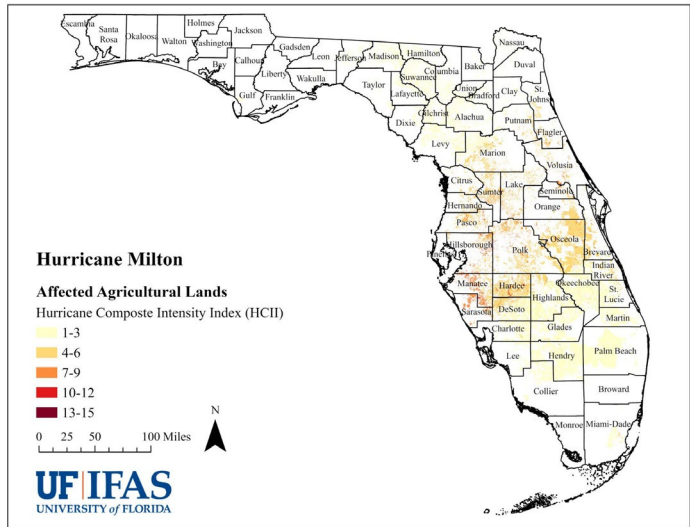 Escambia
Santa
Rosa
Okaloosa
Walton
Holmes
Washington
Jackson
Bay
Calhoun
Gulf
Gadsden
Liberty
Franklin
Leon
Wakulla
Jefferson
Madison
Taylor
Hamilton
Suwannee
Lafayette
Dixie
Columbia
Baker
Union
Bradford
Gilchrist
Alachua
Levy
Nassau
Duval
Clay
St.
Johns
Putnam
Flagler
Marion
Volusia
Citrus
Sumter
Lake
Seminole
Hernando
Orange
Pasco
Hillsborough
Pinellas
Polk
Osceola
Brevard
Indian
River
Manatee
Hardee
Okeechobee
Highlands
St.
Lucie
Sarasota
DeSoto
Martin
Charlotte
Glades
Lee
Hendry
Palm Beach
Collier
Broward
Monroe
Miami-Dade
Hurricane Milton
Affected Agricultural Lands
Hurricane Composite Intensity Index (HCII)
1-3
4-6
7-9
10-12
13-15
N
0 25 50 100 Miles
UF|IFAS
UNIVERSITY of FLORIDA